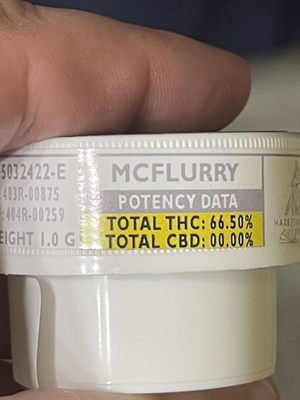 5032422-E
403R-00875
404R-00259
EIGHT 1.0 G
MCFLURRY
POTENCY DATA
TOTAL THC: 66.50%
TOTAL CBD: 00.00%